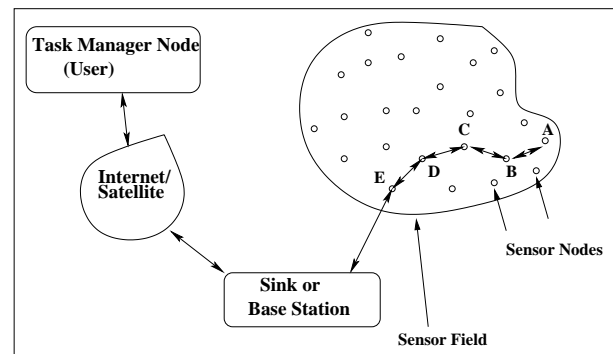 Task Manager Node
(User)
Internet/
Satellite
Sink or
Base Station
A
B
C
D
E
Sensor Nodes
Sensor Field